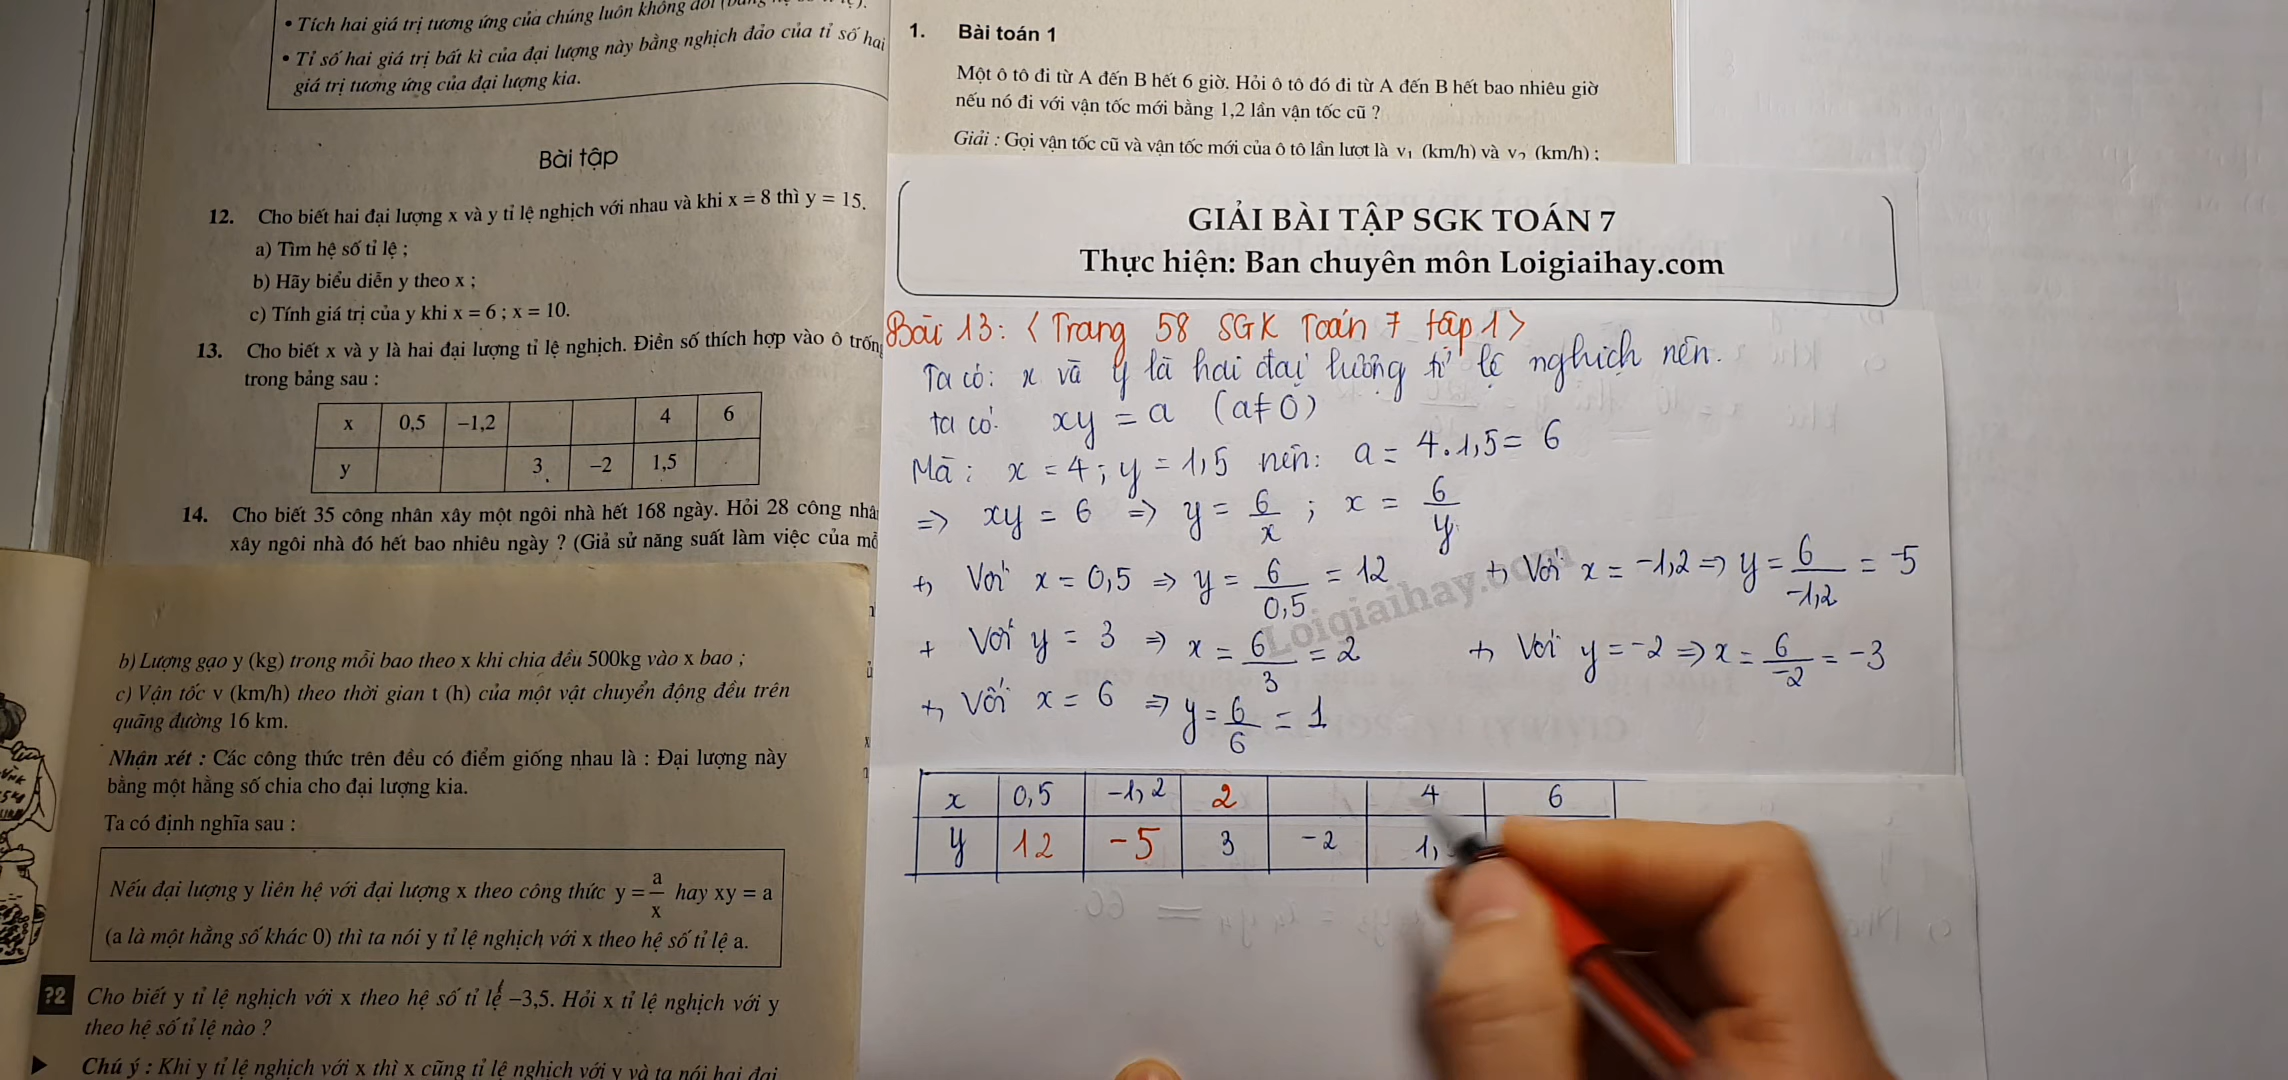 • Tích hai giá trị tương ứng của chúng luôn không đổi
• Tỉ số hai giá trị bất kì của đại lượng này bằng nghịch đảo của tỉ số hai
giá trị tương ứng của đại lượng kia.
Bài tập
12. Cho biết hai đại lượng x và y tỉ lệ nghịch với nhau và khi x = 8 thì y = 15.
a) Tìm hệ số tỉ lệ ;
b) Hãy biểu diễn y theo x ;
c) Tính giá trị của y khi x = 6 ; x = 10.
13. Cho biết x và y là hai đại lượng tỉ lệ nghịch. Điền số thích hợp vào ô trống
trong bảng sau :
x 0,5 –1,2 4 6
y 3 –2 1,5
14. Cho biết 35 công nhân xây một ngôi nhà hết 168 ngày. Hỏi 28 công
xây ngôi nhà đó hết bao nhiêu ngày ? (Giả sử năng suất làm việc của
b) Lượng gạo y (kg) trong mỗi bao theo x khi chia đều 500kg vào x bao ;
c) Vận tốc v (km/h) theo thời gian t (h) của một vật chuyển động đều trên
quãng đường 16 km.
Nhận xét : Các công thức trên đều có điểm giống nhau là : Đại lượng này
bằng một hằng số chia cho đại lượng kia.
Ta có định nghĩa sau :
Nếu đại lượng y liên hệ với đại lượng x theo công thức y = a/x hay xy = a
(a là một hằng số khác 0) thì ta nói y tỉ lệ nghịch với x theo hệ số tỉ lệ a.
?2 Cho biết y tỉ lệ nghịch với x theo hệ số tỉ lệ –3,5. Hỏi x tỉ lệ nghịch với y
theo hệ số tỉ lệ nào ?
Chú ý : Khi y tỉ lệ nghịch với x thì x cũng tỉ lệ nghịch với y và ta nói hai đại
1. Bài toán 1
Một ô tô đi từ A đến B hết 6 giờ. Hỏi ô tô đó đi từ A đến B hết bao nhiêu giờ
nếu nó đi với vận tốc mới bằng 1,2 lần vận tốc cũ ?
Giải : Gọi vận tốc cũ và vận tốc mới của ô tô lần lượt là v₁ (km/h) và v₂ (km/h) ;
GIẢI BÀI TẬP SGK TOÁN 7
Thực hiện: Ban chuyên môn Loigiaihay.com
Bài 13: < Trang 58 SGK Toán 7 tập 1 >
Ta có: x và y là hai đại lượng tỉ lệ nghịch nên.
ta có: xy = a (a ≠ 0)
Mà: x = 4 ; y = 1,5 nên: a = 4.1,5 = 6
=> xy = 6 => y = 6/x ; x = 6/y
+) Với x = 0,5 => y = 6/0,5 = 12 +) Với x = -1,2 => y = 6/-1,2 = -5
+ Với y = 3 => x = 6/3 = 2 +) Với y = -2 => x = 6/-2 = -3
+) Với x = 6 => y = 6/6 = 1
Loigiaihay.com
x 0,5 -1,2 2 4 6
y 12 -5 3 -2 1,